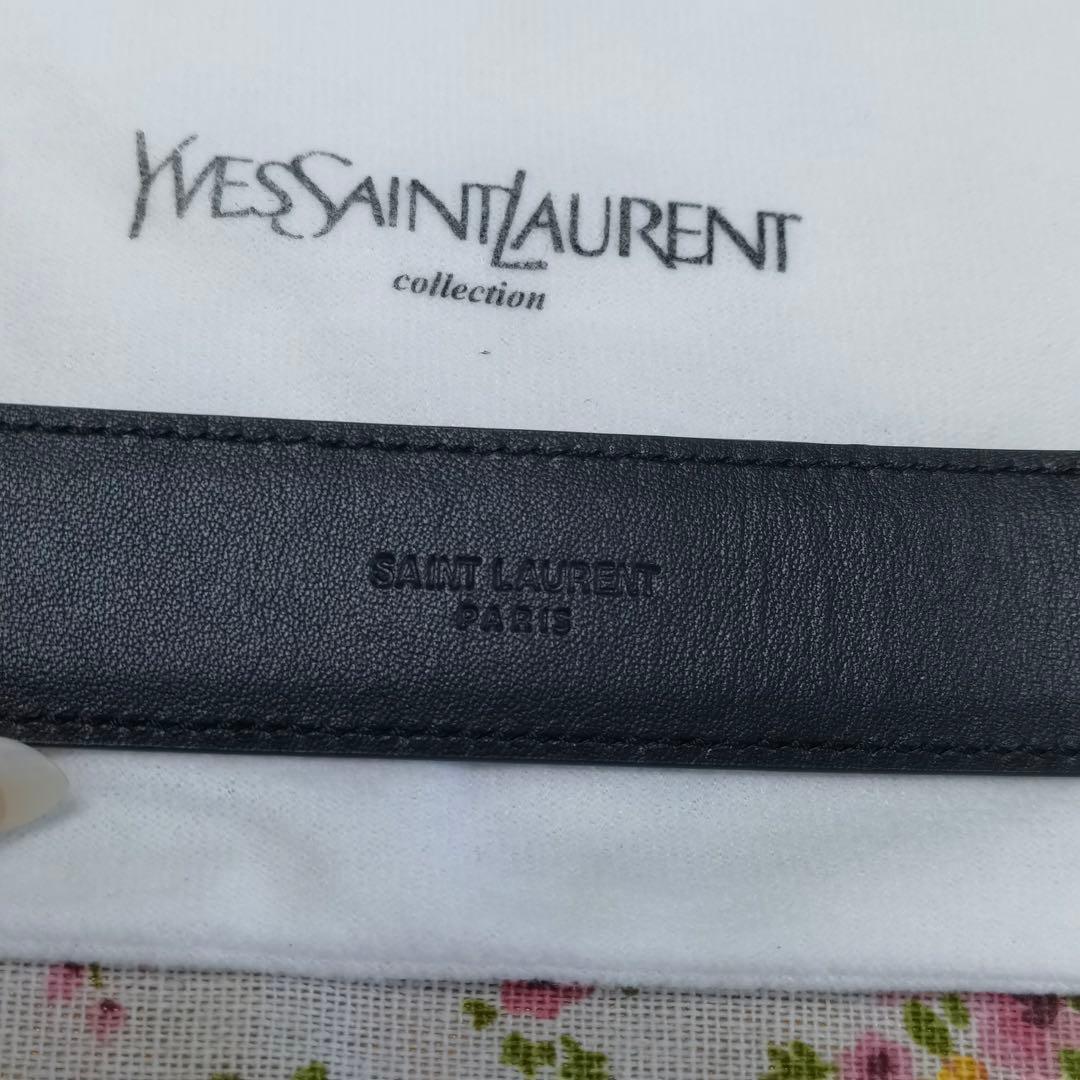 YVESSAINTLAURENT
collection
SAINT LAURENT
PARIS